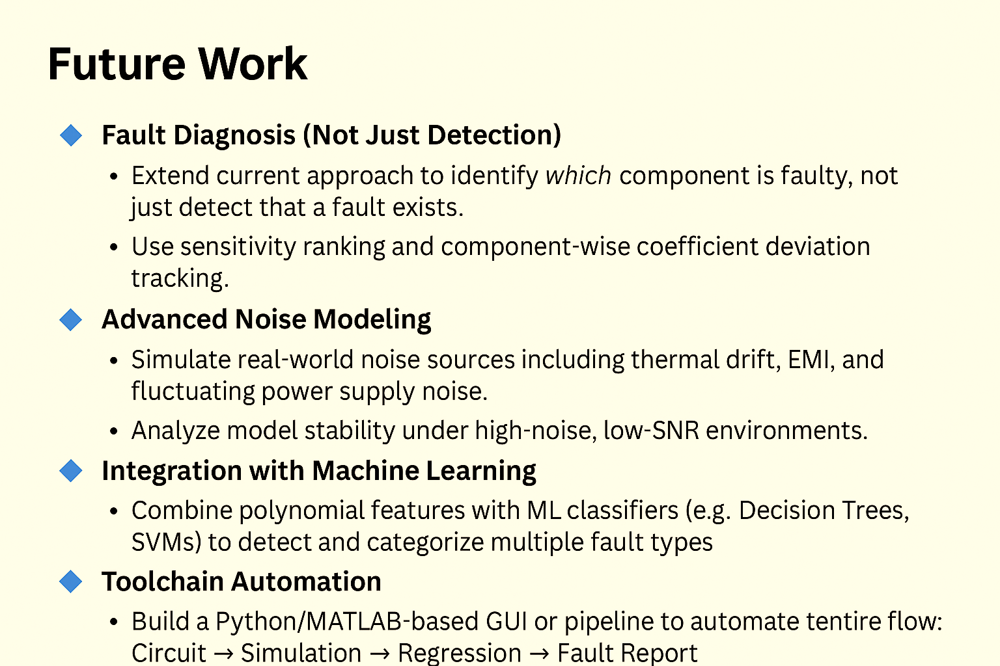 Future Work
Fault Diagnosis (Not Just Detection)
• Extend current approach to identify which component is faulty, not
just detect that a fault exists.
• Use sensitivity ranking and component-wise coefficient deviation
tracking.
Advanced Noise Modeling
• Simulate real-world noise sources including thermal drift, EMI, and
fluctuating power supply noise.
• Analyze model stability under high-noise, low-SNR environments.
Integration with Machine Learning
• Combine polynomial features with ML classifiers (e.g. Decision Trees,
SVMs) to detect and categorize multiple fault types
Toolchain Automation
• Build a Python/MATLAB-based GUI or pipeline to automate tentire flow:
Circuit → Simulation → Regression → Fault Report